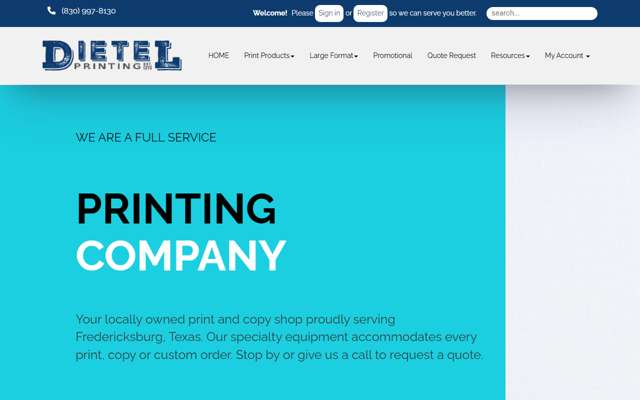 (830) 997-8130
Welcome! Please Sign in or Register so we can serve you better.
search...
DIETEL
PRINTING
HOME
Print Products
Large Format
Promotional
Quote Request
Resources
My Account
WE ARE A FULL SERVICE
PRINTING
COMPANY
Your locally owned print and copy shop proudly serving
Fredericksburg, Texas. Our specialty equipment accommodates every
print, copy or custom order. Stop by or give us a call to request a quote.